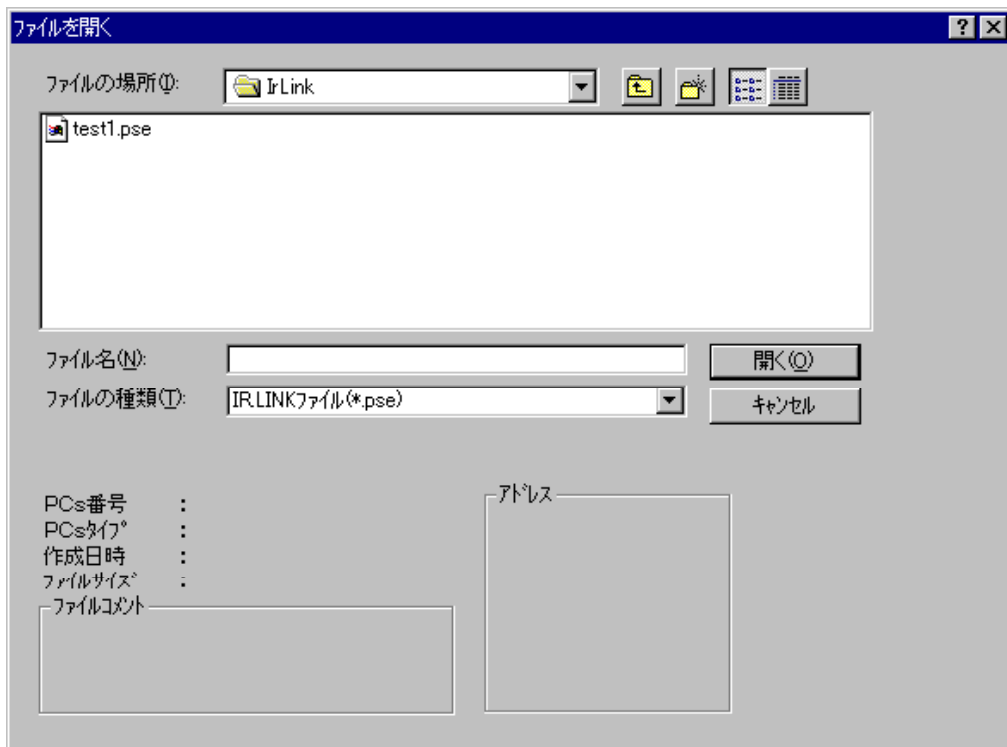 ファイルを開く
ファイルの場所(I):
IrLink
test1.pse
ファイル名(N):
開く(O)
ファイルの種類(T):
IR.LINKファイル(*.pse)
キャンセル
PCs番号 :
PCsﾀｲﾌﾟ :
作成日時 :
ファイルサイズ :
ファイルコメント
アドレス